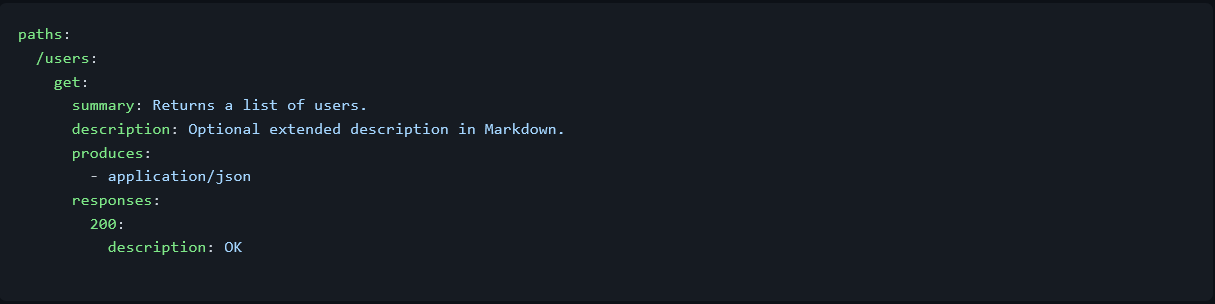 paths:
  /users:
    get:
      summary: Returns a list of users.
      description: Optional extended description in Markdown.
      produces:
        - application/json
      responses:
        200:
          description: OK